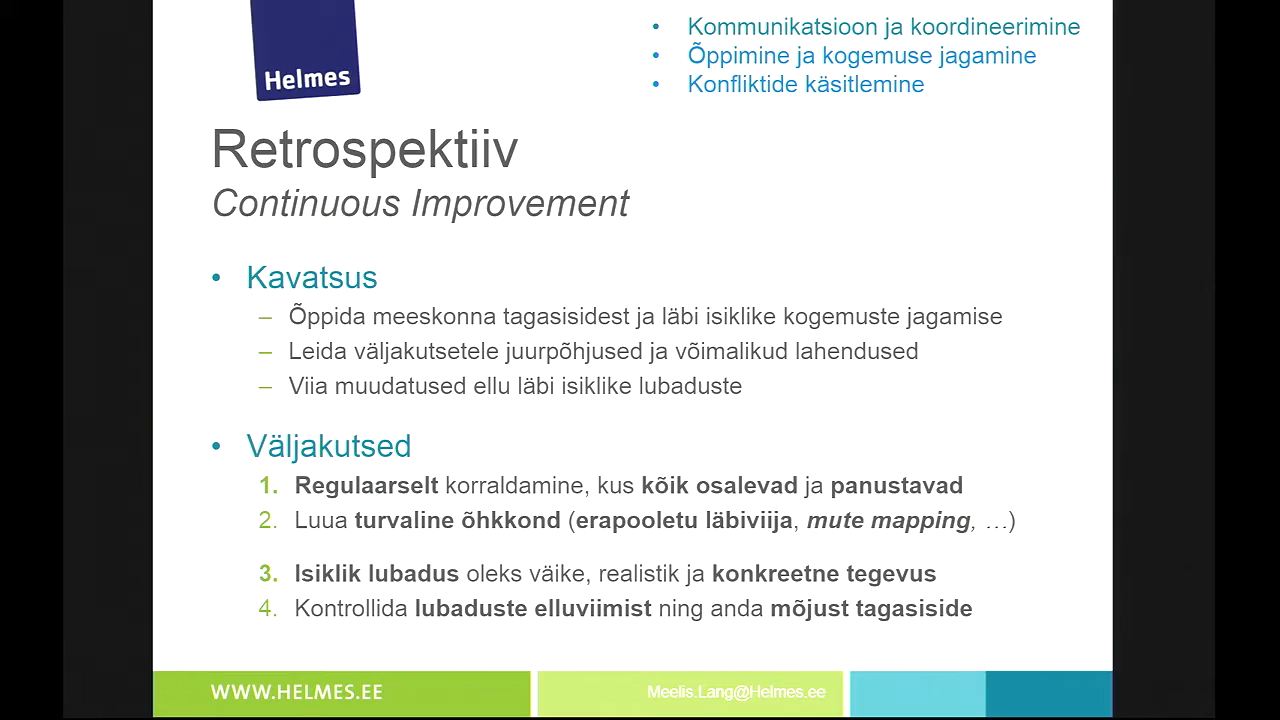 Helmes
• Kommunikatsioon ja koordineerimine
• Õppimine ja kogemuse jagamine
• Konfliktide käsitlemine
Retrospektiiv
Continuous Improvement
• Kavatsus
– Õppida meeskonna tagasisidest ja läbi isiklike kogemuste jagamise
– Leida väljakutsetele juurpõhjused ja võimalikud lahendused
– Viia muudatused ellu läbi isiklike lubaduste
• Väljakutsed
1. Regulaarselt korraldamine, kus kõik osalevad ja panustavad
2. Luua turvaline õhkkond (erapooletu läbiviija, mute mapping, …)
3. Isiklik lubadus oleks väike, realistik ja konkreetne tegevus
4. Kontrollida lubaduste elluviimist ning anda mõjust tagasiside
WWW.HELMES.EE
Meelis.Lang@Helmes.ee